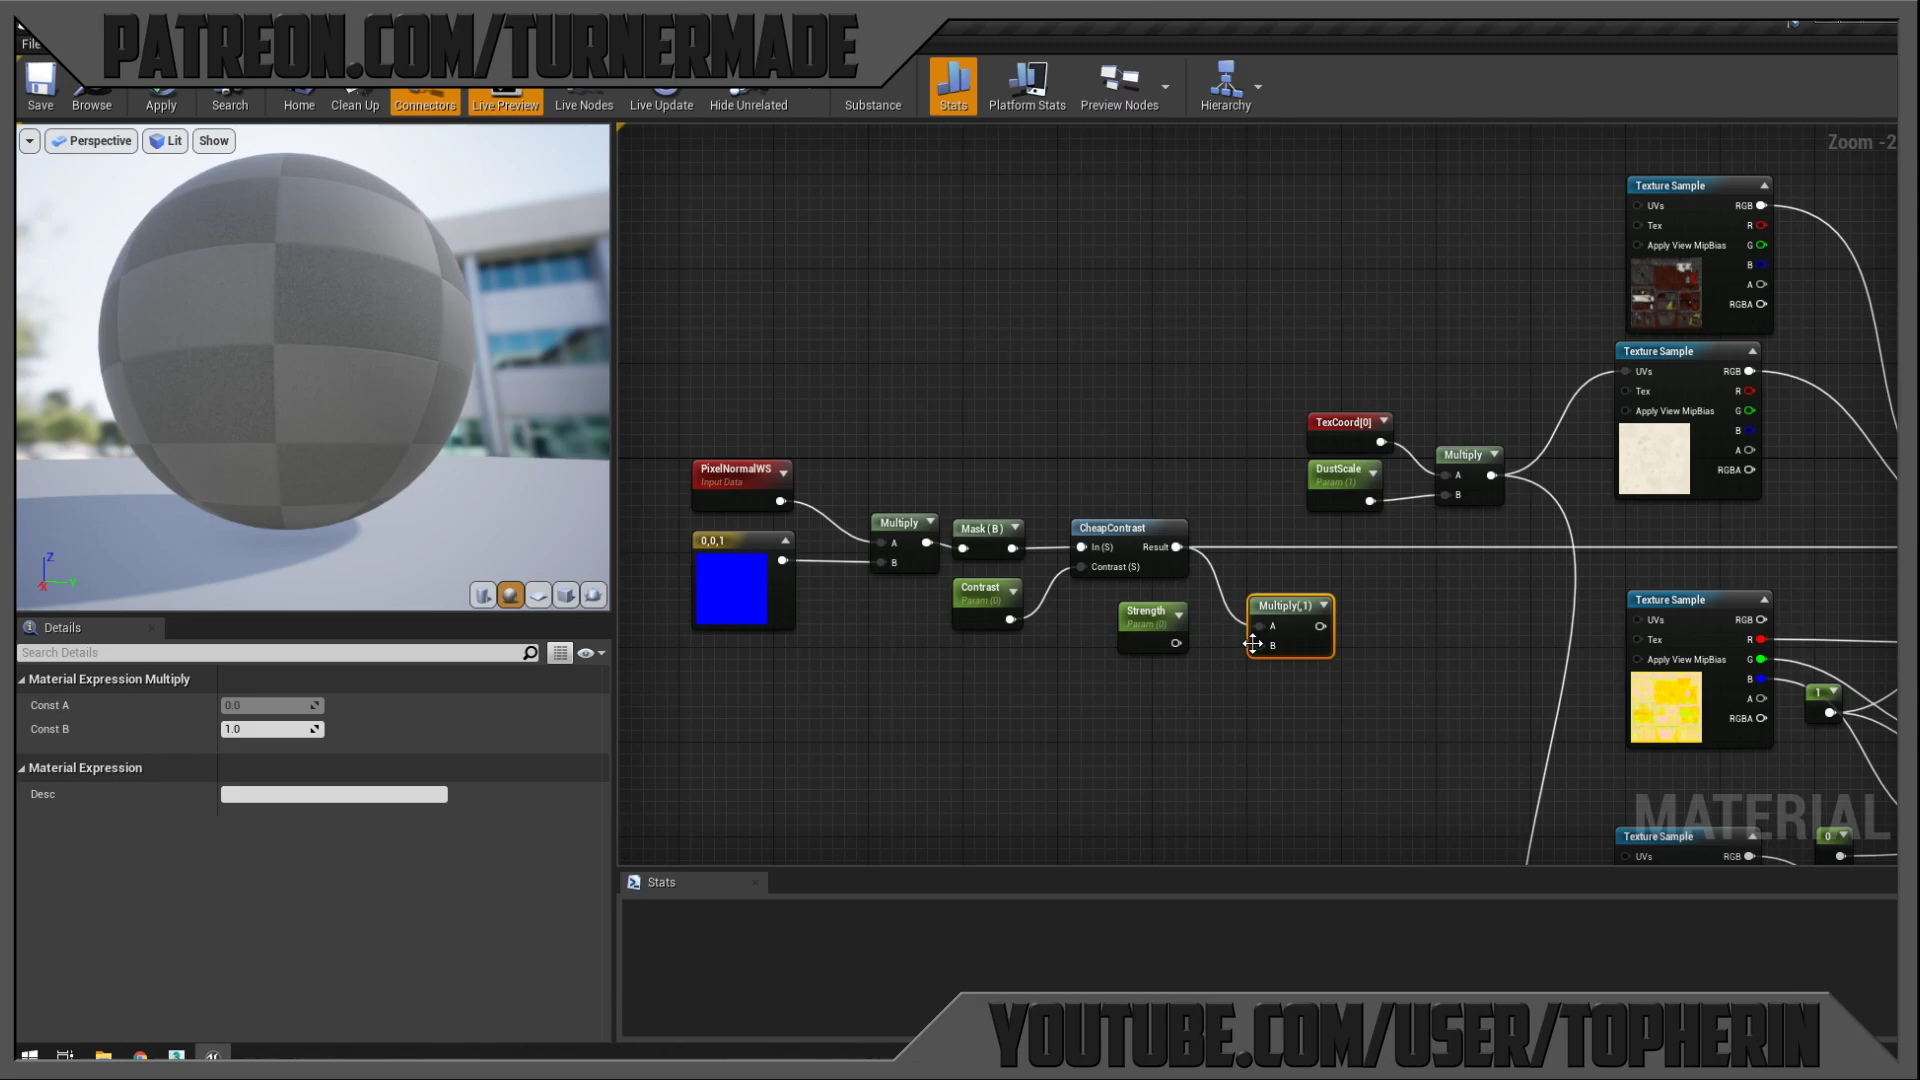 PATREON.COM/TURNERMADE
File
Save
Browse
Apply
Search
Home
Clean Up
Connectors
Live Preview
Live Nodes
Live Update
Hide Unrelated
Substance
Stats
Platform Stats
Preview Nodes
Hierarchy
Perspective
Lit
Show
Zoom -2
Texture Sample
UVs
RGB
Tex
R
Apply View MipBias
G
B
A
RGBA
Texture Sample
UVs
RGB
Tex
R
Apply View MipBias
G
B
A
RGBA
TexCoord[0]
DustScale
Param (1)
Multiply
A
B
PixelNormalWS
Input Data
0,0,1
Multiply
A
B
Mask ( B )
CheapContrast
In (S)
Result
Contrast (S)
Contrast
Param (0)
Strength
Param (0)
Multiply(,1)
A
B
Texture Sample
UVs
RGB
Tex
R
Apply View MipBias
G
B
A
RGBA
1
MATERIAL
Texture Sample
0
UVs
RGB
Z
Y
X
Details
Search Details
Material Expression Multiply
Const A
0.0
Const B
1.0
Material Expression
Desc
Stats
YOUTUBE.COM/USER/TOPHERIN